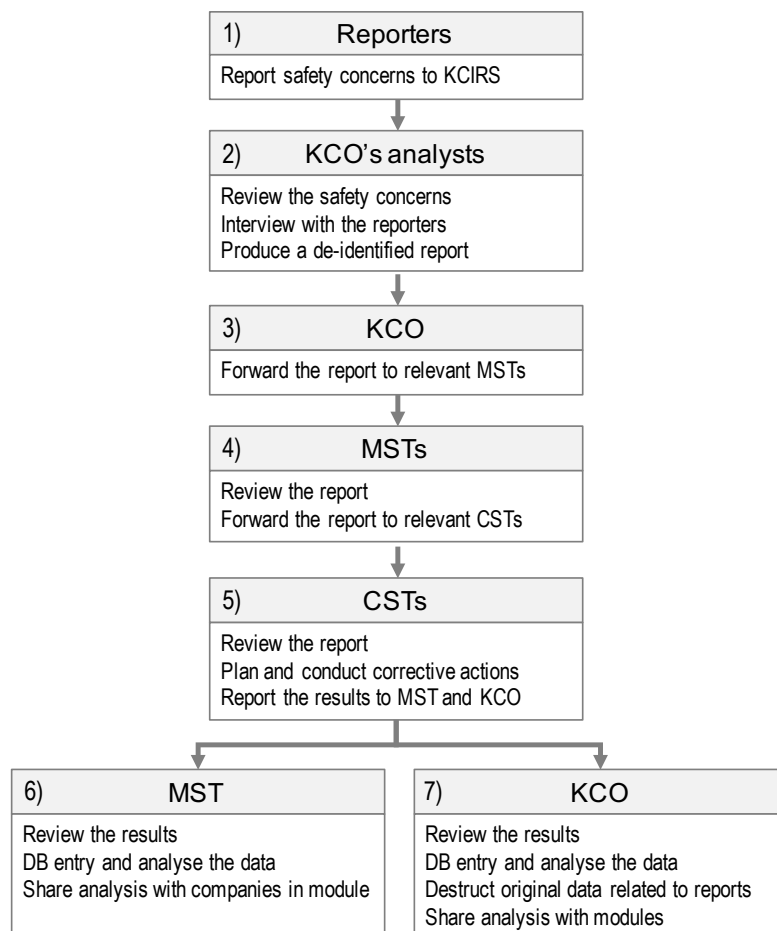 1) Reporters
Report safety concerns to KCIRS
2) KCO's analysts
Review the safety concerns
Interview with the reporters
Produce a de-identified report
3) KCO
Forward the report to relevant MSTs
4) MSTs
Review the report
Forward the report to relevant CSTs
5) CSTs
Review the report
Plan and conduct corrective actions
Report the results to MST and KCO
6) MST
Review the results
DB entry and analyse the data
Share analysis with companies in module
7) KCO
Review the results
DB entry and analyse the data
Destruct original data related to reports
Share analysis with modules